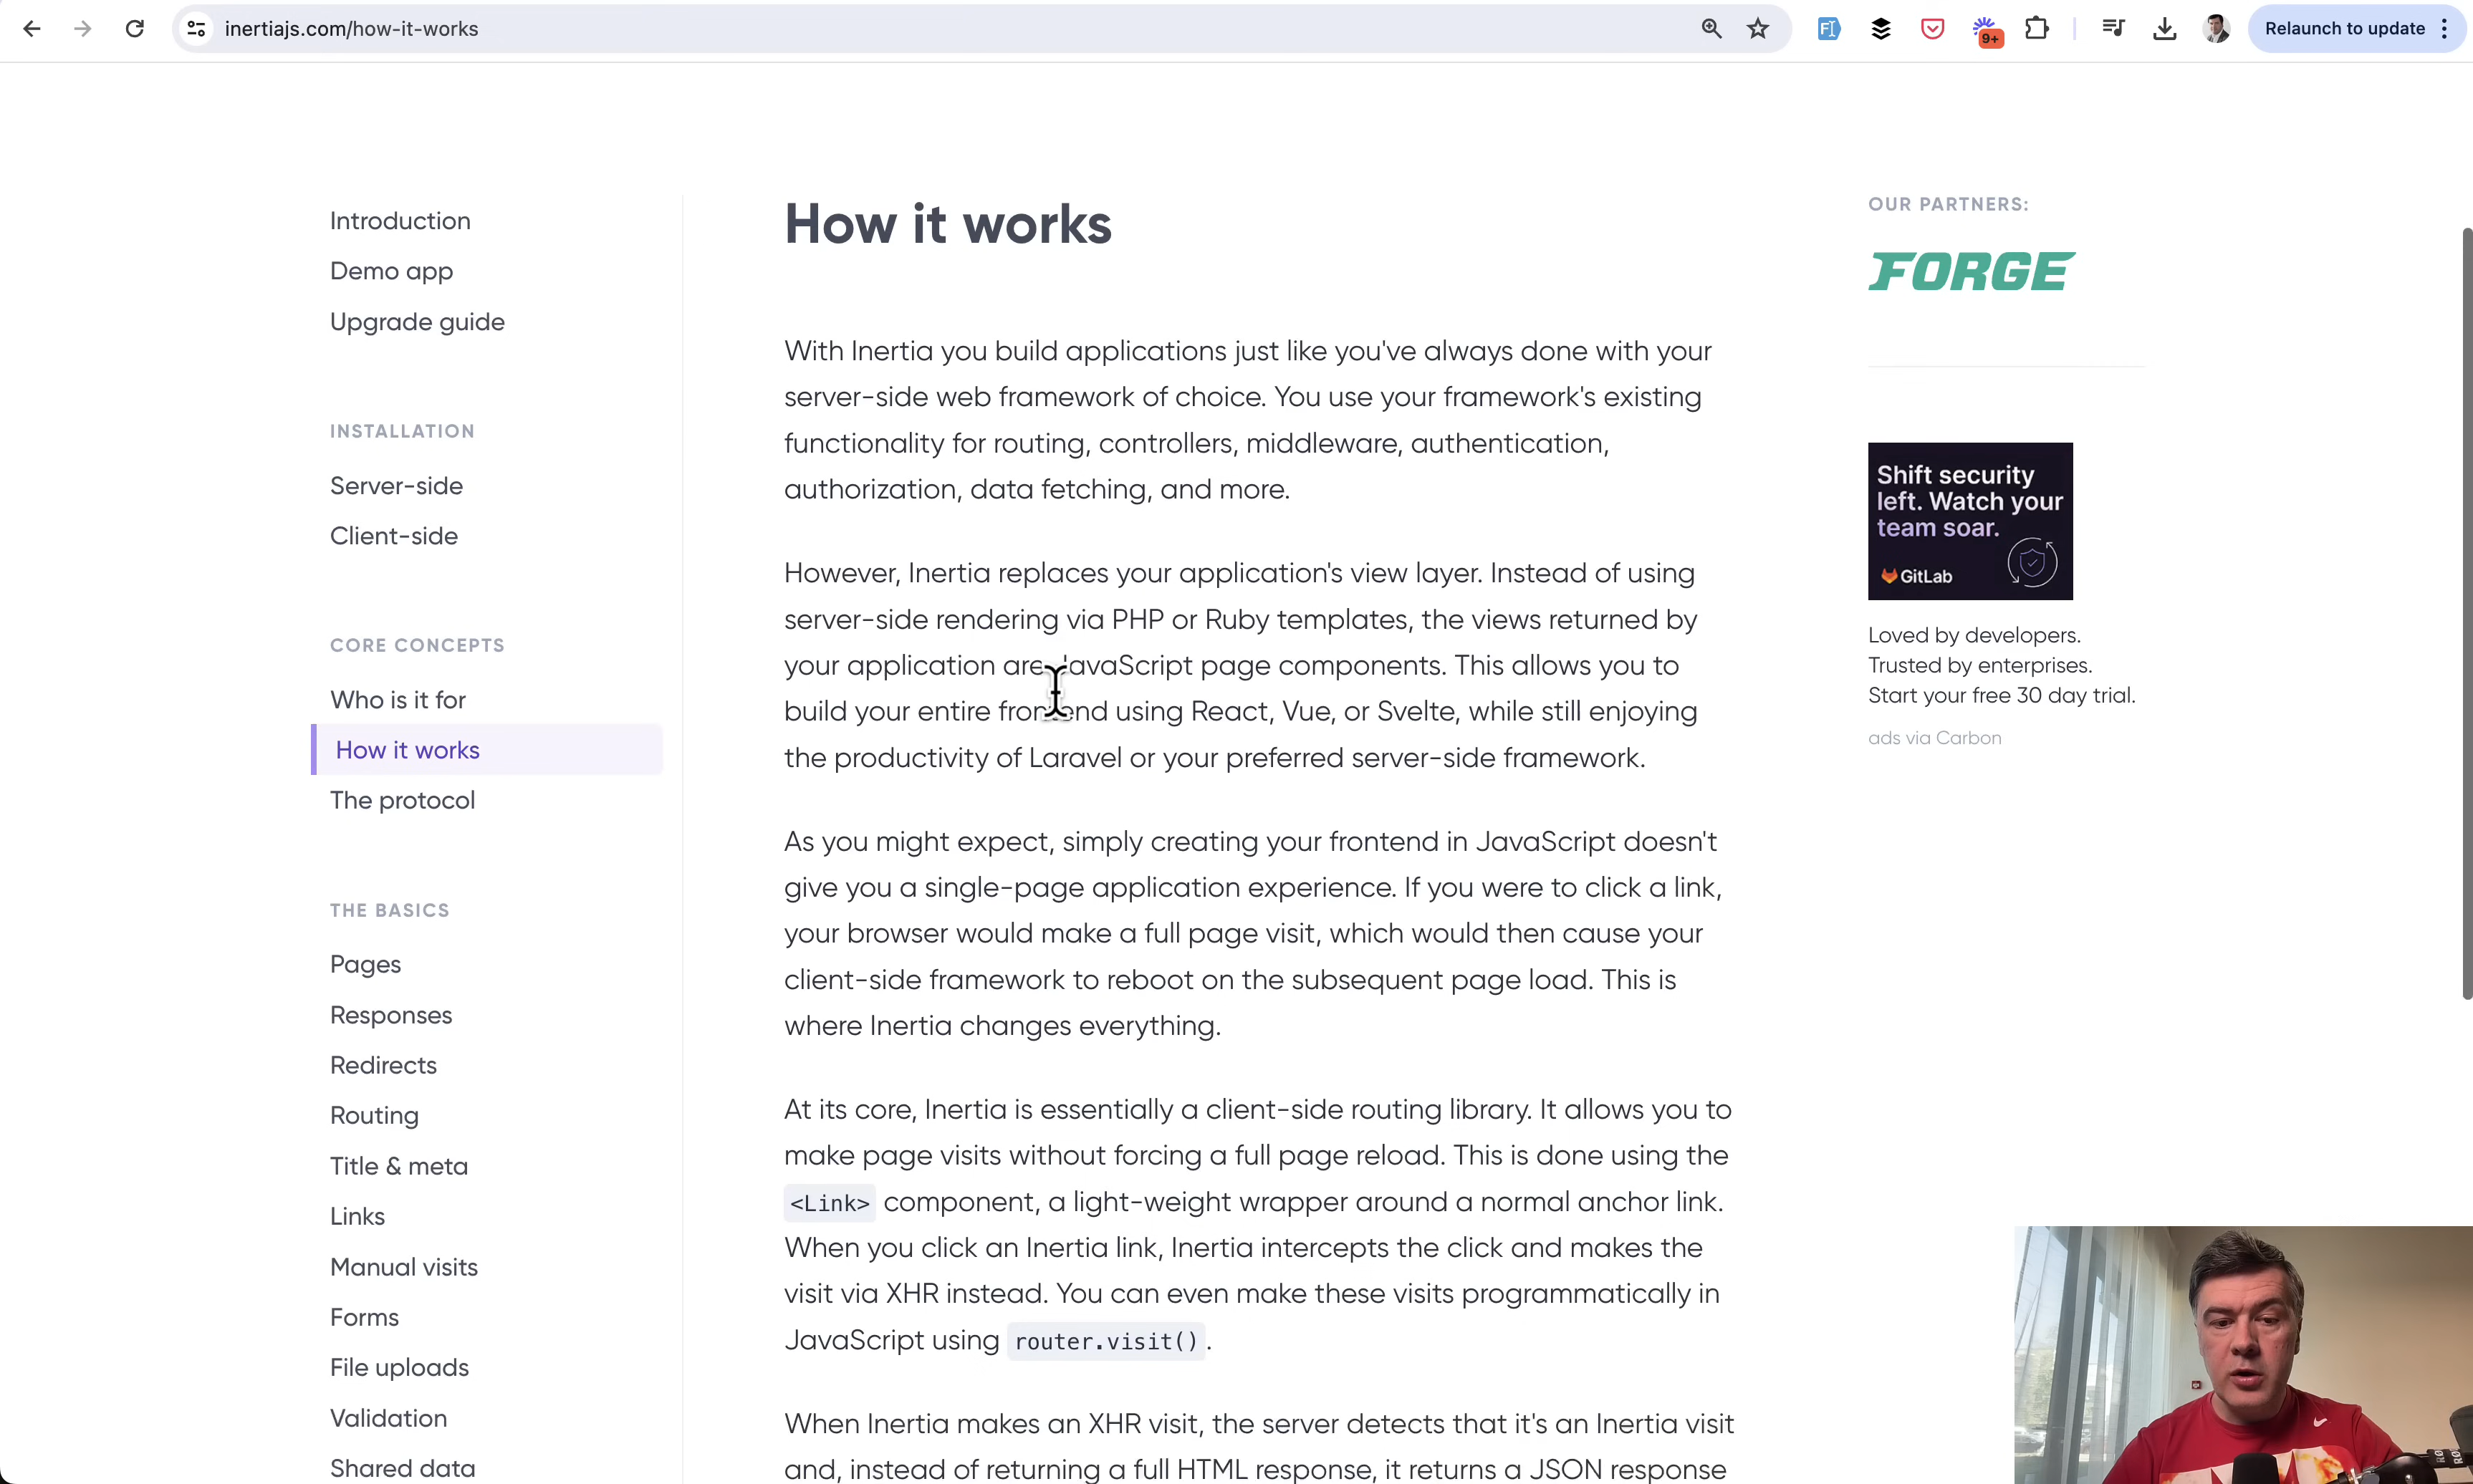 inertiajs.com/how-it-works
9+
Relaunch to update
Introduction
Demo app
Upgrade guide
INSTALLATION
Server-side
Client-side
CORE CONCEPTS
Who is it for
How it works
The protocol
THE BASICS
Pages
Responses
Redirects
Routing
Title & meta
Links
Manual visits
Forms
File uploads
Validation
Shared data
How it works
With Inertia you build applications just like you've always done with your
server-side web framework of choice. You use your framework's existing
functionality for routing, controllers, middleware, authentication,
authorization, data fetching, and more.
However, Inertia replaces your application's view layer. Instead of using
server-side rendering via PHP or Ruby templates, the views returned by
your application are JavaScript page components. This allows you to
build your entire frontend using React, Vue, or Svelte, while still enjoying
the productivity of Laravel or your preferred server-side framework.
As you might expect, simply creating your frontend in JavaScript doesn't
give you a single-page application experience. If you were to click a link,
your browser would make a full page visit, which would then cause your
client-side framework to reboot on the subsequent page load. This is
where Inertia changes everything.
At its core, Inertia is essentially a client-side routing library. It allows you to
make page visits without forcing a full page reload. This is done using the
<Link> component, a light-weight wrapper around a normal anchor link.
When you click an Inertia link, Inertia intercepts the click and makes the
visit via XHR instead. You can even make these visits programmatically in
JavaScript using router.visit().
When Inertia makes an XHR visit, the server detects that it's an Inertia visit
and, instead of returning a full HTML response, it returns a JSON response
OUR PARTNERS:
FORGE
Shift security
left. Watch your
team soar.
GitLab
Loved by developers.
Trusted by enterprises.
Start your free 30 day trial.
ads via Carbon